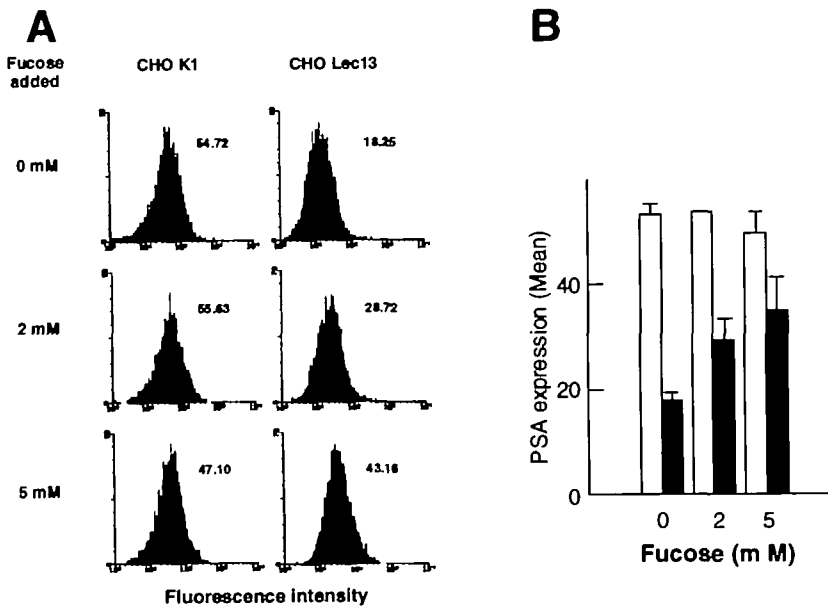 A
B
Fucose added
CHO K1
CHO Lec13
0 mM
54.72
18.25
2 mM
55.63
28.72
5 mM
47.10
43.16
Fluorescence intensity
PSA expression (Mean)
40
20
0
0 2 5
Fucose (m M)